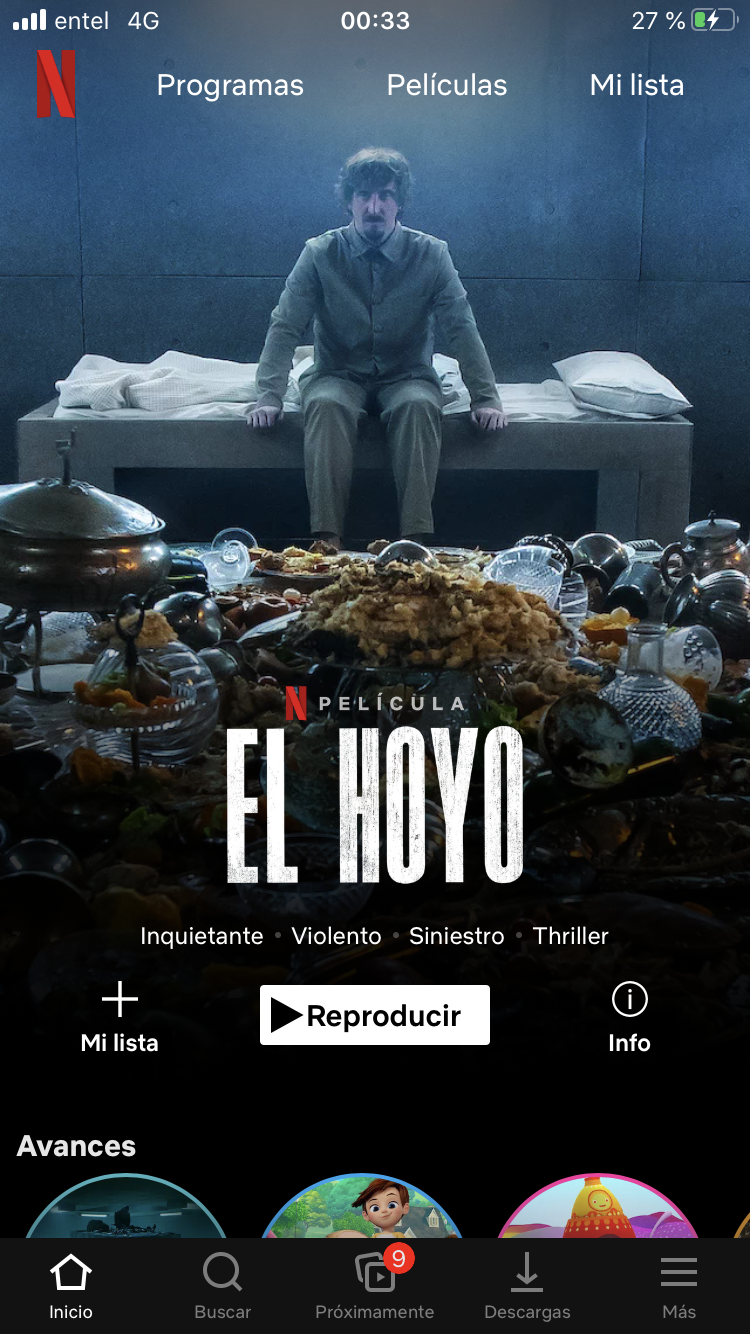 entel 4G 00:33 27 %
N Programas Películas Mi lista
N PELÍCULA
EL HOYO
Inquietante • Violento • Siniestro • Thriller
Mi lista Reproducir Info
Avances
9
Inicio Buscar Próximamente Descargas Más